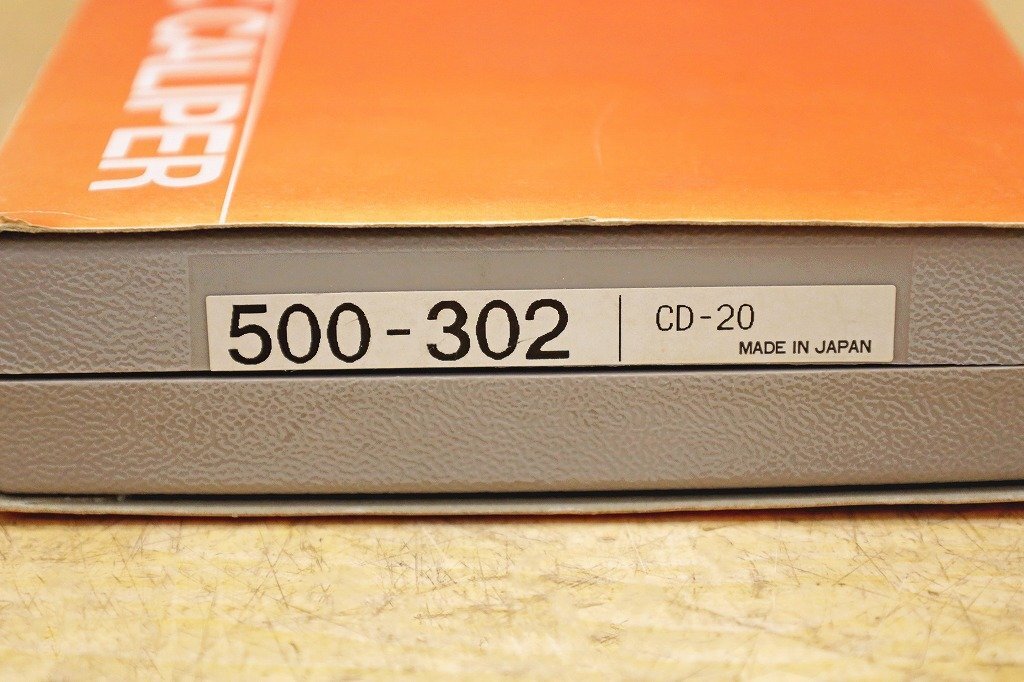 CALIPER
500-302
CD-20
MADE IN JAPAN